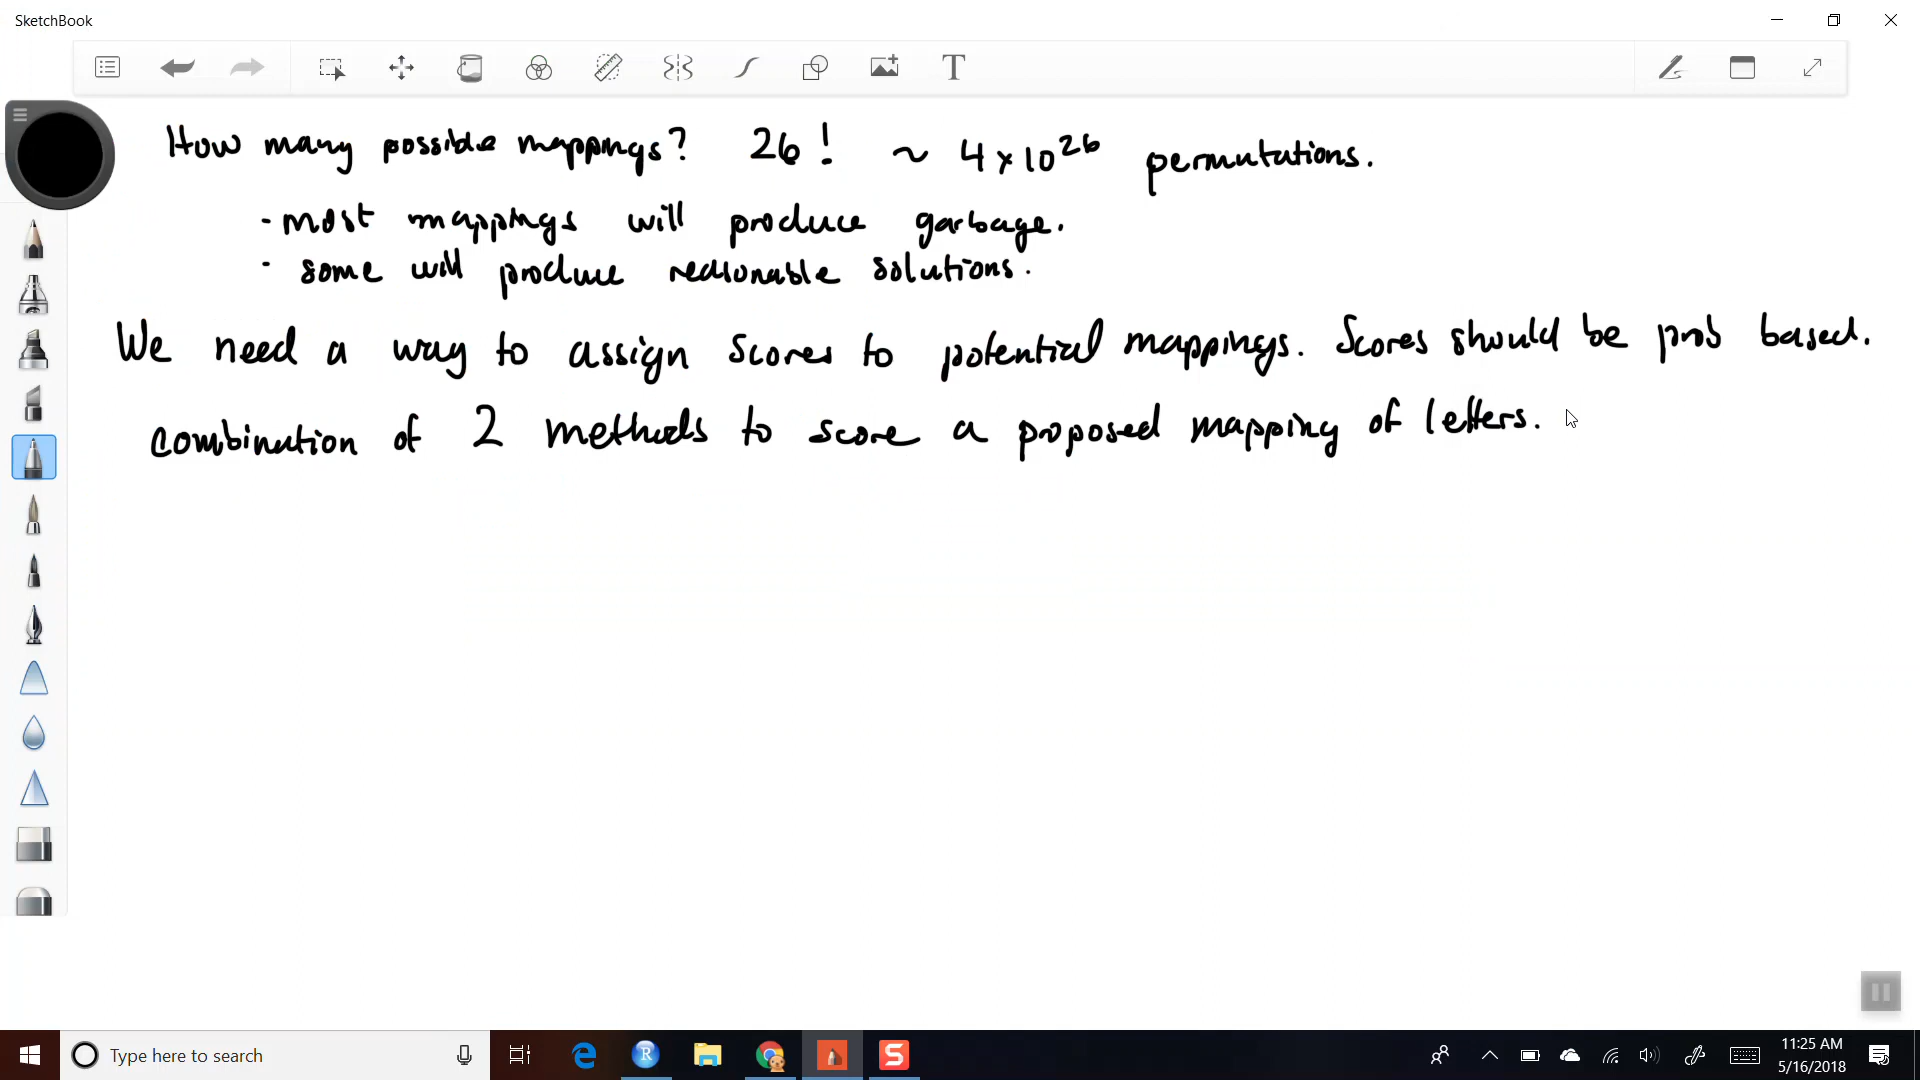 SketchBook
How many possible mappings? 26! ~ 4 x 10^26 permutations.
- most mappings will produce garbage.
- some will produce reasonable solutions.
We need a way to assign scores to potential mappings. Scores should be prob based.
combination of 2 methods to score a proposed mapping of letters.
Type here to search
11:25 AM
5/16/2018